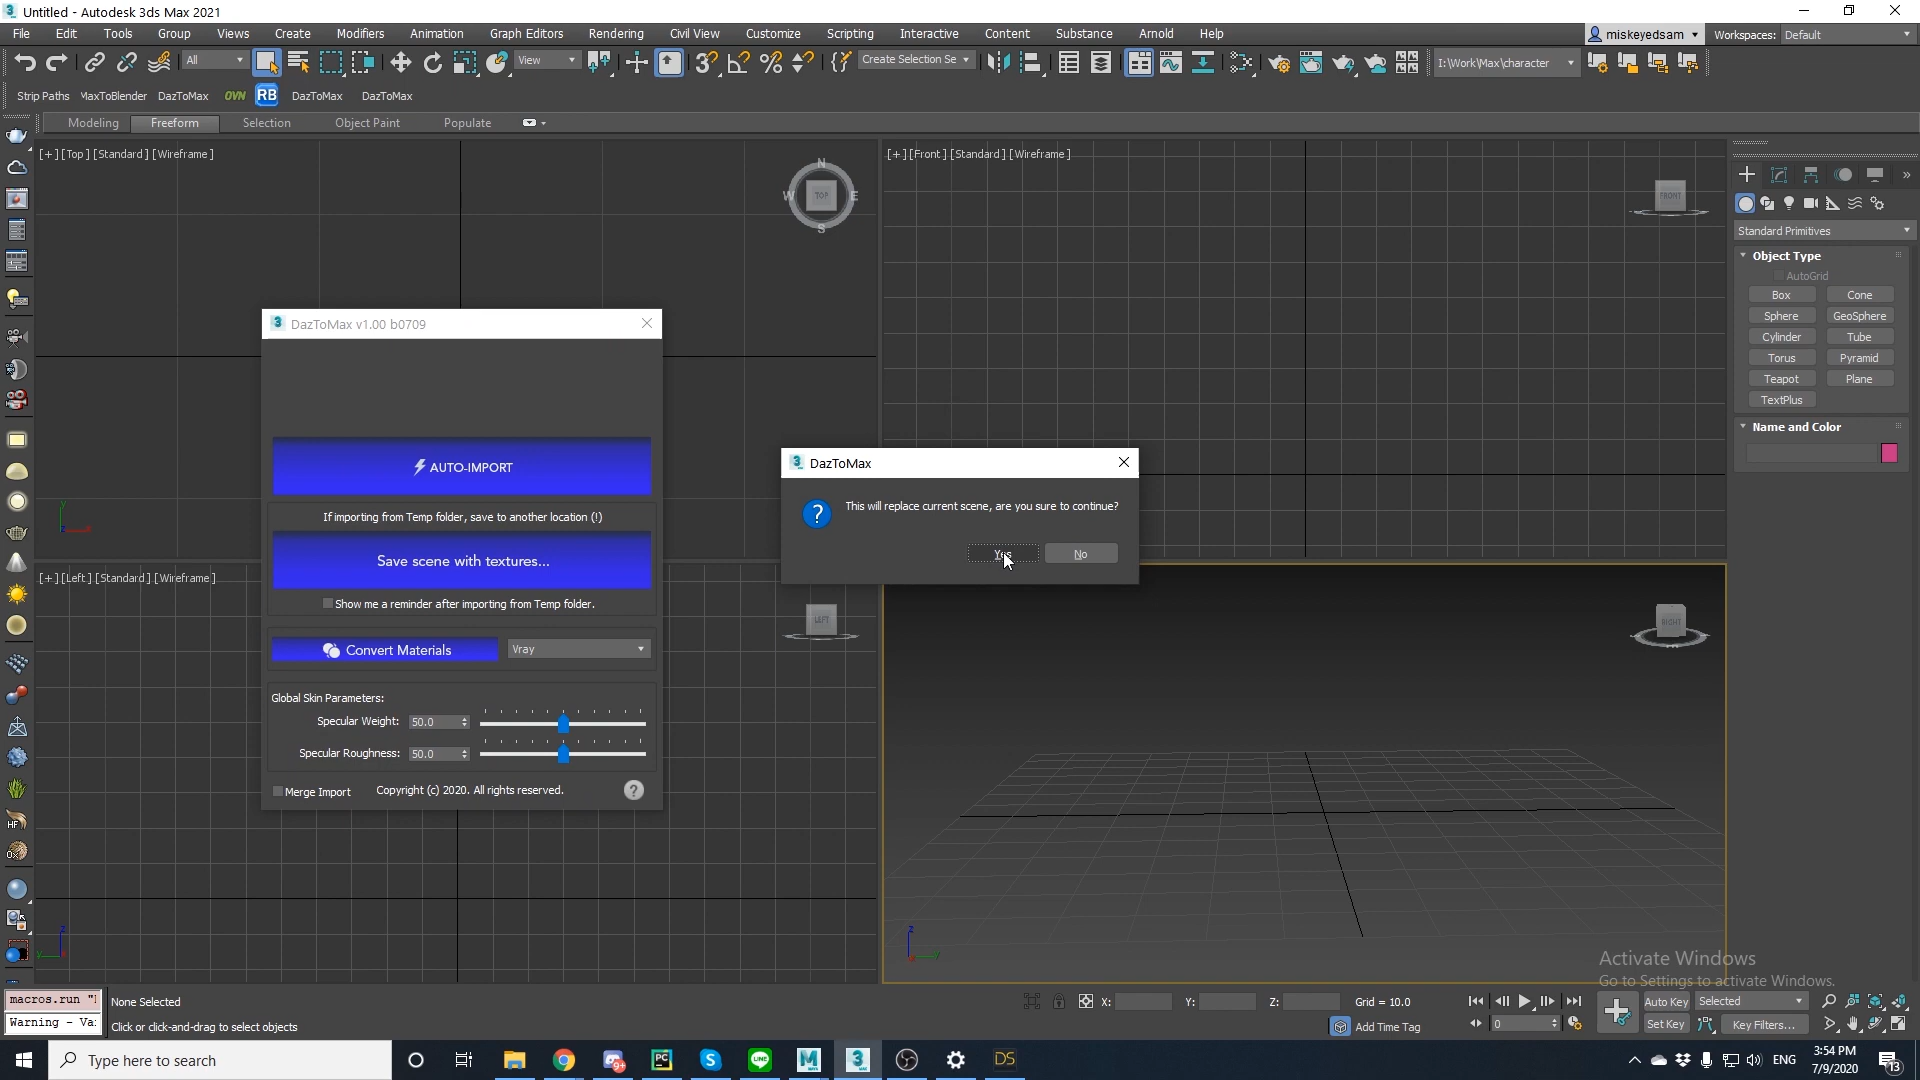 Untitled - Autodesk 3ds Max 2021
File Edit Tools Group Views Create Modifiers Animation Graph Editors Rendering Civil View Customize Scripting Interactive Content Substance Arnold Help
miskeyedsam Workspaces: Default
All View Create Selection Se I:\Work\Max\character
Strip Paths MaxToBlender DazToMax OVN RB DazToMax DazToMax
Modeling Freeform Selection Object Paint Populate
[+] [Top] [Standard] [Wireframe]
N
W TOP E
S
[+] [Front] [Standard] [Wireframe]
FRONT
Standard Primitives
Object Type
AutoGrid
Box Cone
Sphere GeoSphere
Cylinder Tube
Torus Pyramid
Teapot Plane
TextPlus
Name and Color
DazToMax v1.00 b0709
AUTO-IMPORT
If importing from Temp folder, save to another location (!)
Save scene with textures...
Show me a reminder after importing from Temp folder.
Convert Materials Vray
Global Skin Parameters:
Specular Weight: 50.0
Specular Roughness: 50.0
Merge Import Copyright (c) 2020. All rights reserved. ?
DazToMax
This will replace current scene, are you sure to continue?
Yes No
[+] [Left] [Standard] [Wireframe]
LEFT
RIGHT
Activate Windows
Go to Settings to activate Windows.
macros.run "
None Selected
X: Y: Z: Grid = 10.0
Auto Key Selected
Click or click-and-drag to select objects
Add Time Tag
0
Set Key Key Filters...
Type here to search
ENG
3:54 PM
7/9/2020
13